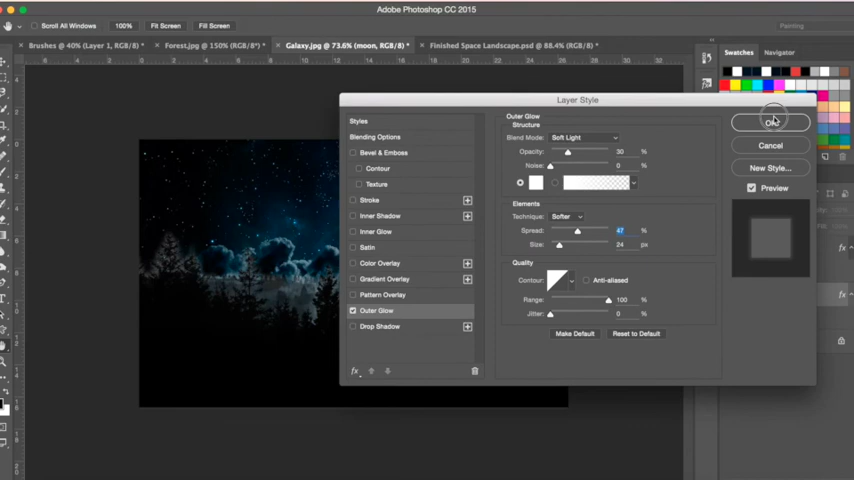 Adobe Photoshop CC 2015
Scroll All Windows 100% Fit Screen Fill Screen Painting
Brushes @ 40% (Layer 1, RGB/8) * Forest.jpg @ 150% (RGB/8*) * Galaxy.jpg @ 73.6% (moon, RGB/8) * Finished Space Landscape.psd @ 88.4% (RGB/8) *
Swatches Navigator
Layer Style
Styles
Blending Options
Bevel & Emboss
Contour
Texture
Stroke
Inner Shadow
Inner Glow
Satin
Color Overlay
Gradient Overlay
Pattern Overlay
Outer Glow
Drop Shadow
fx
Outer Glow
Structure
Blend Mode: Soft Light
Opacity: 30 %
Noise: 0 %
Elements
Technique: Softer
Spread: 47 %
Size: 24 px
Quality
Contour: Anti-aliased
Range: 100 %
Jitter: 0 %
Make Default Reset to Default
OK
Cancel
New Style...
Preview
fx
fx